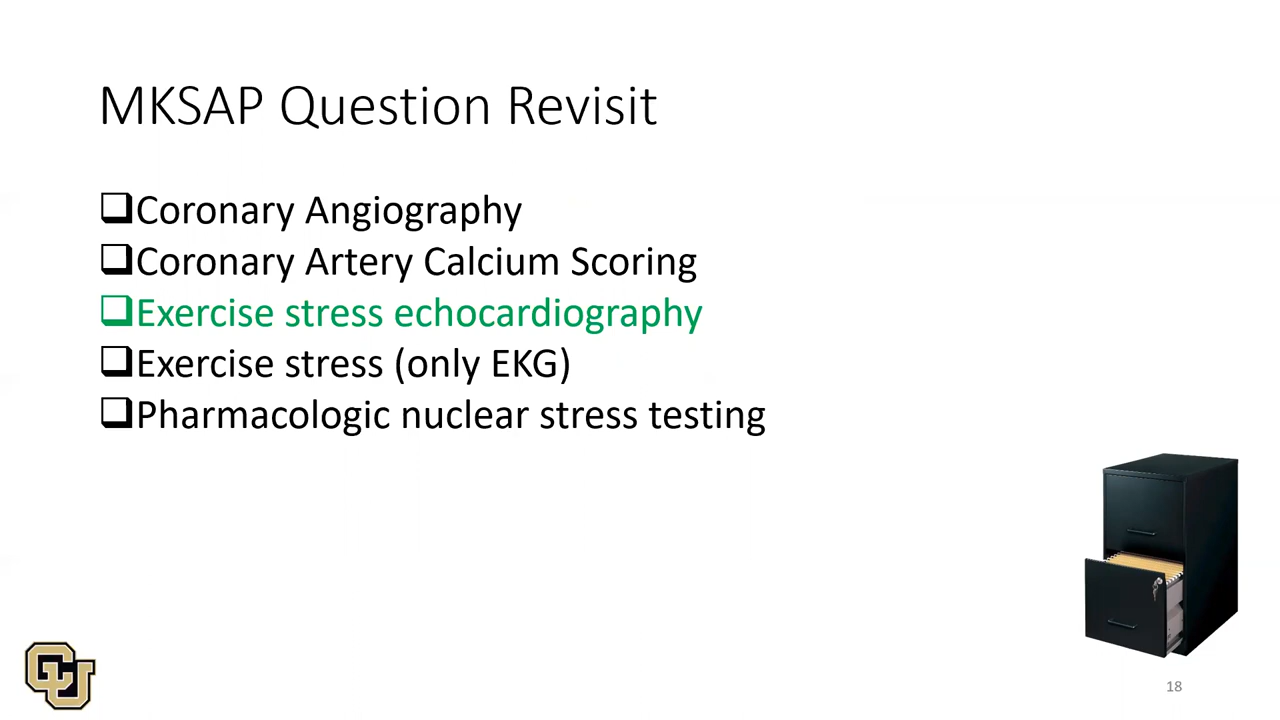 MKSAP Question Revisit
Coronary Angiography
Coronary Artery Calcium Scoring
Exercise stress echocardiography
Exercise stress (only EKG)
Pharmacologic nuclear stress testing
CU
18